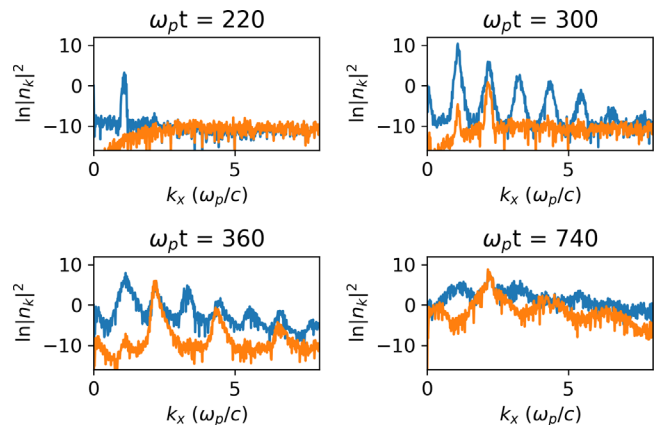 ωₚt = 220
ln|nₖ|²
10
0
−10
0
5
kₓ (ωₚ/c)
ωₚt = 300
ln|nₖ|²
10
0
−10
0
5
kₓ (ωₚ/c)
ωₚt = 360
ln|nₖ|²
10
0
−10
0
5
kₓ (ωₚ/c)
ωₚt = 740
ln|nₖ|²
10
0
−10
0
5
kₓ (ωₚ/c)